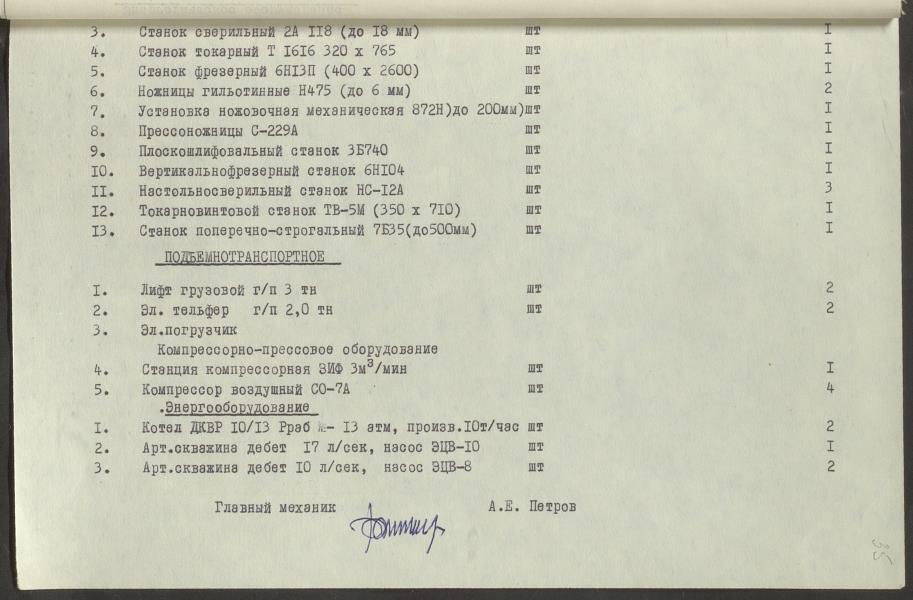 3. Станок сверильный 2А II8 (до I8 мм) шт I
4. Станок токарный Т I6I6 320 х 765 шт I
5. Станок фрезерный 6НI3П (400 х 2600) шт I
6. Ножницы гильотинные Н475 (до 6 мм) шт 2
7. Установка ножовочная механическая 872Н)до 200мм)шт I
8. Прессоножницы С-229А шт I
9. Плоскошлифовальный станок 3Б740 шт I
I0. Вертикальнофрезерный станок 6НI04 шт I
II. Настольносверильный станок НС-I2А шт 3
I2. Токарновинтовой станок ТВ-5М (350 х 7I0) шт I
I3. Станок поперечно-строгальный 7Б35(до500мм) шт I
ПОДЪЕМНОТРАНСПОРТНОЕ
I. Лифт грузовой г/п 3 тн шт 2
2. Эл. тельфер г/п 2,0 тн шт 2
3. Эл.погрузчик
Компрессорно-прессовое оборудование
4. Станция компрессорная ЗИФ 3м³/мин шт I
5. Компрессор воздушный СО-7А шт 4
.Энергооборудование
I. Котел ДКВР I0/I3 Рраб - I3 атм, произв.I0т/час шт 2
2. Арт.скважина дебет I7 л/сек, насос ЭЦВ-I0 шт I
3. Арт.скважина дебет I0 л/сек, насос ЭЦВ-8 шт 2
Главный механик А.Е. Петров
35